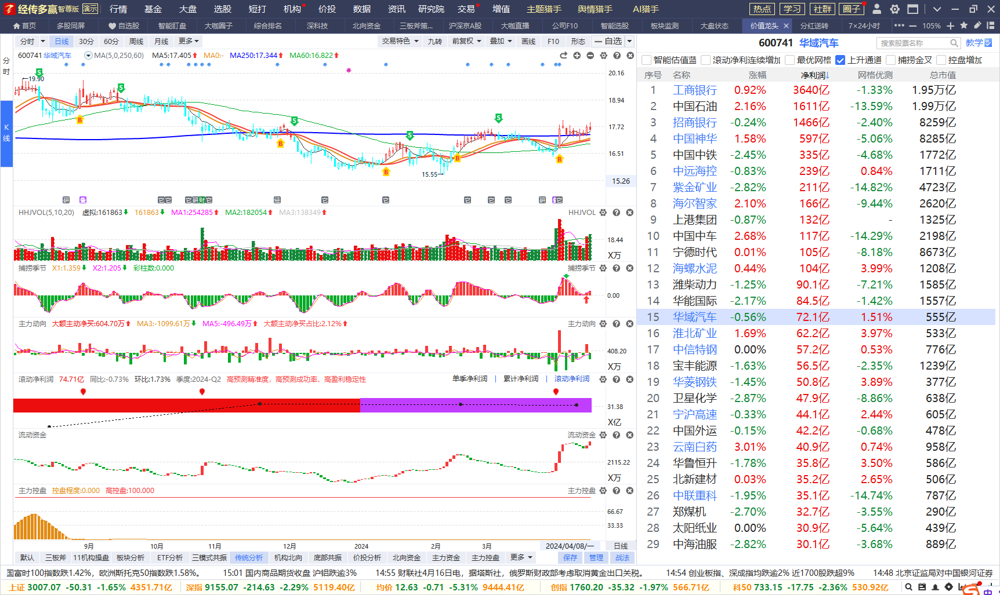 经传多赢 智尊版 演示 行情 基金 大盘 选股 短打 机构 价投 数据 资讯 研究院 交易 增值 主题猎手 舆情猎手 AI猎手 热点 学习 社群 圈子
首页 多股同屏 自选股 智能盯盘 大咖圈子 综合排名 深科技 北向资金 三板斧策... 沪深京A股 大咖直播 公司F10 智能选股 板块监测 大盘状态 价值龙头 分红送转 7×24小时 105%
分时 日线 30分 60分 周线 月线 更多 交易特色 九转 前复权 叠加 画线 F10 形态 自选 600741 华域汽车 搜索股票名称 教学
分时
K线
600741 华域汽车 MA(5,0,250,60) MA5:17.405 MA0:- MA250:17.344 MA60:16.822
19.90
15.55
20.16
18.94
17.72
16.51
15.26
HHJVOL(5,10,20) 虚拟:161863 161863 MA1:254285 MA2:182054 MA3:138349 HHJVOL
18.44
X万
捕捞季节 X1:1.359 X2:1.205 彩柱数:0.000 捕捞季节
0.00
主力动向 大额主动净买:604.70万 MA3:-1099.61万 MA5:-496.49万 大额主动净买占比:2.12% 主力动向
408.20
X万
滚动净利润 74.71亿 同比:-0.73% 环比:1.73% 季度:2024-Q2 高预测精准度，高预测成功率，高盈利稳定性 单季净利润 累计净利润 滚动净利润
31.38
X亿
流动资金 流动资金
2115.22
X万
主力控盘 控盘程度:0.000 高控盘:100.000 主力控盘
66.67
33.33
9月 10月 11月 12月 2024 2月 3月 2024/04/08/一 日线
默认 三板斧 11机构操盘 板块分析 ETF分析 三模式共振 传统分析 机构北向 底部共振 价投分析 北向资金 主力资金 主力控盘 更多 保存 管理 战法
智能估值蓝 滚动净利连续增加 最优网格 上升通道 捕捞金叉 控盘增加
序号 名称 涨幅 净利润↓ 网格优测 总市值
1 工商银行 0.92% 3640亿 -1.33% 1.95万亿
2 中国石油 2.16% 1611亿 -13.59% 1.99万亿
3 招商银行 -0.24% 1466亿 -2.40% 8259亿
4 中国神华 1.58% 597亿 -5.06% 8285亿
5 中国中铁 -2.45% 335亿 -4.68% 1772亿
6 中远海控 -0.83% 239亿 0.84% 1711亿
7 紫金矿业 -2.82% 211亿 -14.82% 4723亿
8 海尔智家 2.10% 166亿 -9.44% 2620亿
9 上港集团 -0.87% 132亿 - 1325亿
10 中国中车 2.68% 117亿 -14.29% 2198亿
11 宁德时代 0.01% 105亿 -8.18% 8673亿
12 海螺水泥 0.44% 104亿 3.99% 1208亿
13 潍柴动力 -1.25% 90.1亿 -7.21% 1585亿
14 华能国际 -2.17% 84.5亿 -1.42% 1557亿
15 华域汽车 -0.56% 72.1亿 1.51% 555亿
16 淮北矿业 1.69% 62.2亿 3.97% 533亿
17 中信特钢 0.00% 57.2亿 0.53% 776亿
18 宝丰能源 -1.63% 56.5亿 -2.35% 1239亿
19 华菱钢铁 -1.45% 50.8亿 3.89% 377亿
20 卫星化学 -2.87% 47.9亿 -8.86% 638亿
21 宁沪高速 -0.33% 44.1亿 2.44% 605亿
22 中国外运 -0.15% 42.2亿 -0.68% 478亿
23 云南白药 3.01% 40.9亿 0.74% 958亿
24 华鲁恒升 -1.78% 35.8亿 3.50% 586亿
25 北新建材 0.03% 35.2亿 2.65% 506亿
26 中联重科 -1.95% 35.1亿 -14.74% 787亿
27 郑煤机 -2.70% 32.7亿 -3.55% 290亿
28 太阳纸业 0.00% 30.9亿 -5.64% 439亿
29 中海油服 -2.82% 30.1亿 -3.68% 889亿
国富时100指数跌1.42%，欧洲斯托克50指数跌1.58%。 15:01 国内商品期货收盘 沪铝跌逾3% 14:55 财联社4月16日电，据塔斯社，俄罗斯财政部考虑取消黄金出口关税。 14:54 创业板指、深成指均跌逾2% 近1700股跌超9% 14:48 北京证监局对中国银河证券
上证 3007.07 -50.31 -1.65% 4351.71亿 深指 9155.07 -214.63 -2.29% 5119.40亿 均价 12.63 -0.71 -5.31% 9444.41亿 创指 1760.20 -35.32 -1.97% 566.71亿 科50 733.15 -17.75 -2.36% 530.92亿